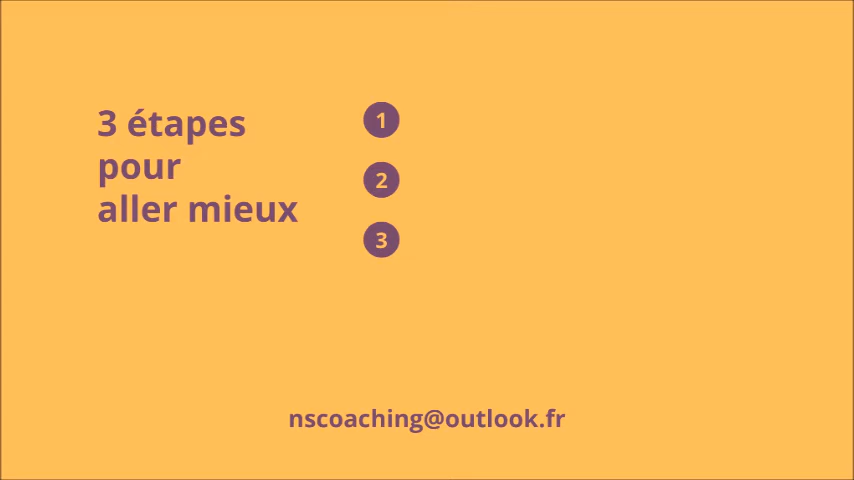 3 étapes
pour
aller mieux
1
2
3
nscoaching@outlook.fr